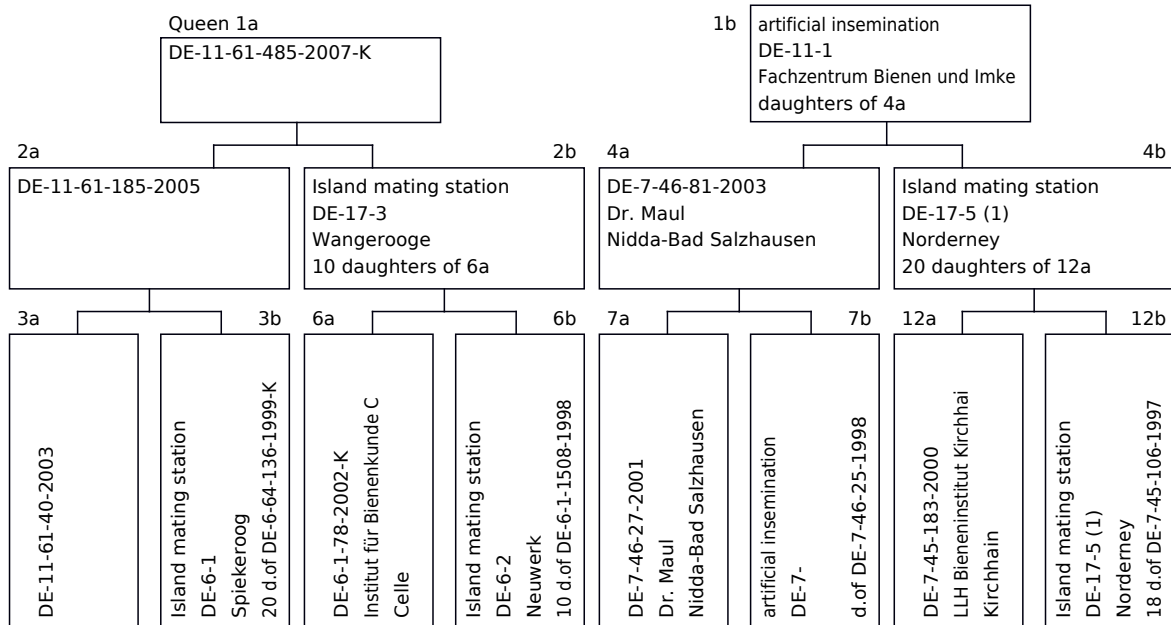 Queen 1a
DE-11-61-485-2007-K
1b
artificial insemination
DE-11-1
Fachzentrum Bienen und Imke
daughters of 4a
2a
DE-11-61-185-2005
2b
Island mating station
DE-17-3
Wangerooge
10 daughters of 6a
4a
DE-7-46-81-2003
Dr. Maul
Nidda-Bad Salzhausen
4b
Island mating station
DE-17-5 (1)
Norderney
20 daughters of 12a
3a
DE-11-61-40-2003
3b
Island mating station
DE-6-1
Spiekeroog
20 d.of DE-6-64-136-1999-K
6a
DE-6-1-78-2002-K
Institut für Bienenkunde C
Celle
6b
Island mating station
DE-6-2
Neuwerk
10 d.of DE-6-1-1508-1998
7a
DE-7-46-27-2001
Dr. Maul
Nidda-Bad Salzhausen
7b
artificial insemination
DE-7-
d.of DE-7-46-25-1998
12a
DE-7-45-183-2000
LLH Bieneninstitut Kirchhai
Kirchhain
12b
Island mating station
DE-17-5 (1)
Norderney
18 d.of DE-7-45-106-1997